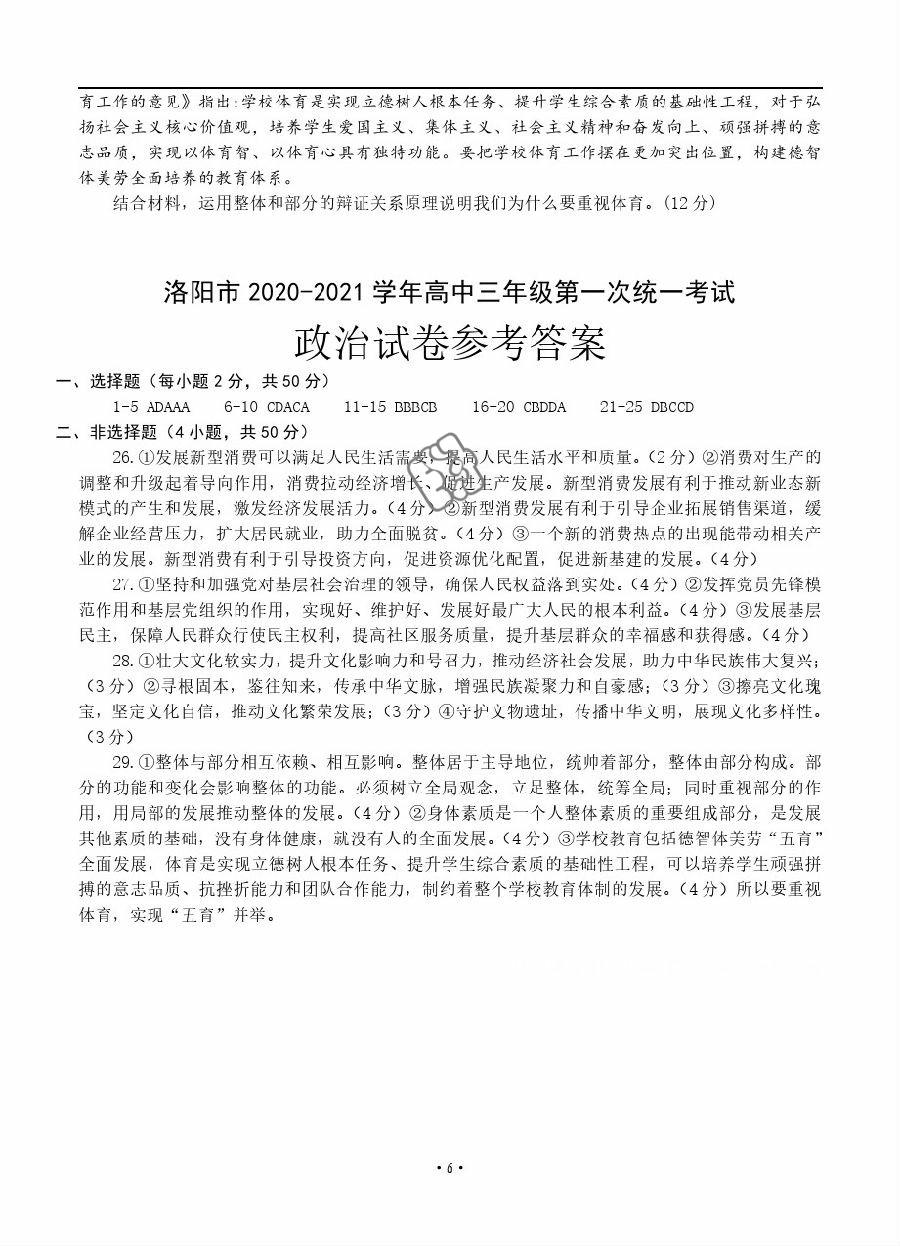 育工作的意见》指出:学校体育是实现立德树人根本任务、提升学生综合素质的基础性工程，对于弘
扬社会主义核心价值观，培养学生爱国主义、集体主义、社会主义精神和奋发向上、顽强拼搏的意
志品质，实现以体育智、以体育心具有独特功能。要把学校体育工作摆在更加突出位置，构建德智
体美劳全面培养的教育体系。
结合材料，运用整体和部分的辩证关系原理说明我们为什么要重视体育。(12分)
洛阳市2020-2021学年高中三年级第一次统一考试
政治试卷参考答案
一、选择题（每小题2分，共50分）
1-5 ADAAA 6-10 CDACA 11-15 BBBCB 16-20 CBDDA 21-25 DBCCD
二、非选择题（4小题，共50分）
26.①发展新型消费可以满足人民生活需要，提高人民生活水平和质量。（2分）②消费对生产的
调整和升级起着导向作用，消费拉动经济增长、促进生产发展。新型消费发展有利于推动新业态新
模式的产生和发展，激发经济发展活力。（4分）②新型消费发展有利于引导企业拓展销售渠道，缓
解企业经营压力，扩大居民就业，助力全面脱贫。（4分）③一个新的消费热点的出现能带动相关产
业的发展。新型消费有利于引导投资方向，促进资源优化配置，促进新基建的发展。（4分）
27.①坚持和加强党对基层社会治理的领导，确保人民权益落到实处。（4分）②发挥党员先锋模
范作用和基层党组织的作用，实现好、维护好、发展好最广大人民的根本利益。（4分）③发展基层
民主，保障人民群众行使民主权利，提高社区服务质量，提升基层群众的幸福感和获得感。（4分）
28.①壮大文化软实力，提升文化影响力和号召力，推动经济社会发展，助力中华民族伟大复兴；
（3分）②寻根固本，鉴往知来，传承中华文脉，增强民族凝聚力和自豪感；（3分）③擦亮文化瑰
宝，坚定文化自信，推动文化繁荣发展；（3分）④守护文物遗址，传播中华文明，展现文化多样性。
（3分）
29.①整体与部分相互依赖、相互影响。整体居于主导地位，统帅着部分，整体由部分构成。部
分的功能和变化会影响整体的功能。必须树立全局观念，立足整体，统筹全局；同时重视部分的作
用，用局部的发展推动整体的发展。（4分）②身体素质是一个人整体素质的重要组成部分，是发展
其他素质的基础，没有身体健康，就没有人的全面发展。（4分）③学校教育包括德智体美劳“五育”
全面发展，体育是实现立德树人根本任务、提升学生综合素质的基础性工程，可以培养学生顽强拼
搏的意志品质、抗挫折能力和团队合作能力，制约着整个学校教育体制的发展。（4分）所以要重视
体育，实现“五育”并举。
·6·